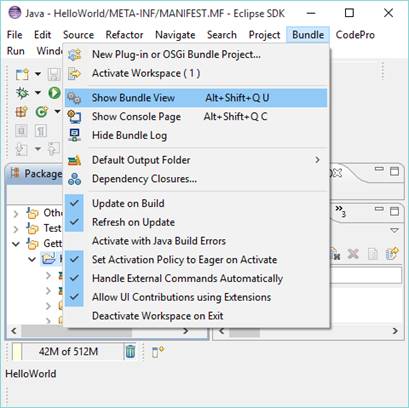 Java - HelloWorld/META-INF/MANIFEST.MF - Eclipse SDK
File Edit Source Refactor Navigate Search Project Bundle CodePro
Run Window
New Plug-in or OSGi Bundle Project...
Activate Workspace ( 1 )
Show Bundle View Alt+Shift+Q U
Show Console Page Alt+Shift+Q C
Hide Bundle Log
Default Output Folder
Dependency Closures...
Update on Build
Refresh on Update
Activate with Java Build Errors
Set Activation Policy to Eager on Activate
Handle External Commands Automatically
Allow UI Contributions using Extensions
Deactivate Workspace on Exit
Package
Othe
Test
Gett
H
3
42M of 512M
HelloWorld